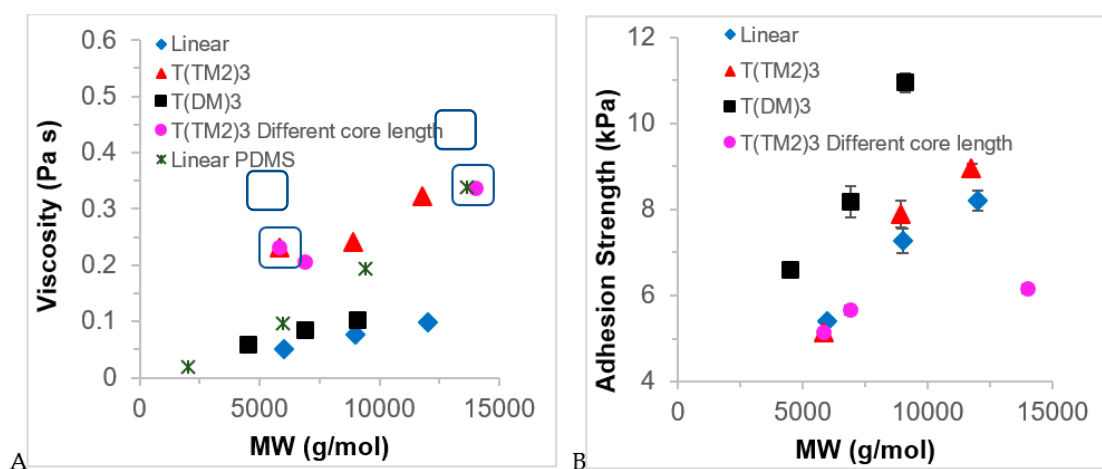 0.6
0.5
0.4
0.3
0.2
0.1
0
Viscosity (Pa s)
Linear
T(TM2)3
T(DM)3
T(TM2)3 Different core length
Linear PDMS
0 5000 10000 15000
MW (g/mol)
A
12
10
8
6
4
Adhesion Strength (kPa)
Linear
T(TM2)3
T(DM)3
T(TM2)3 Different core length
0 5000 10000 15000
MW (g/mol)
B